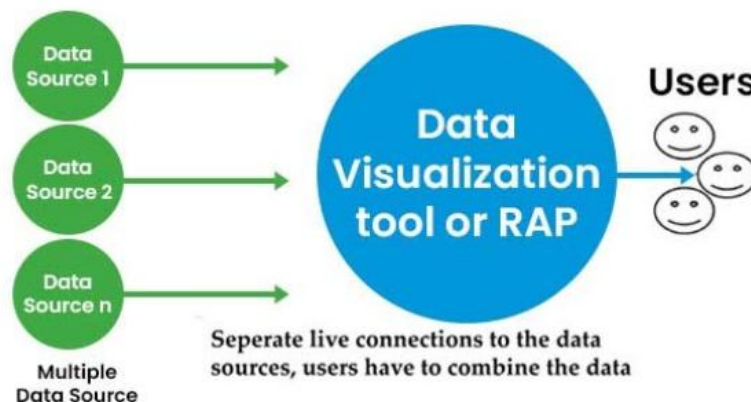 Data
Source 1
Data
Source 2
Data
Source n
Multiple
Data Source
Data
Visualization
tool or RAP
Users
Seperate live connections to the data
sources, users have to combine the data